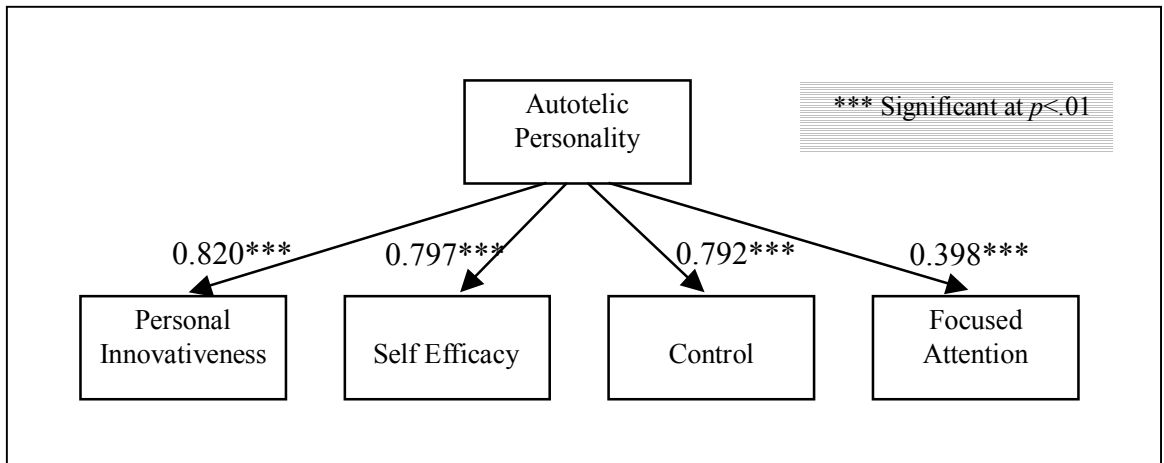 Autotelic
Personality
*** Significant at p<.01
0.820***
0.797***
0.792***
0.398***
Personal
Innovativeness
Self Efficacy
Control
Focused
Attention